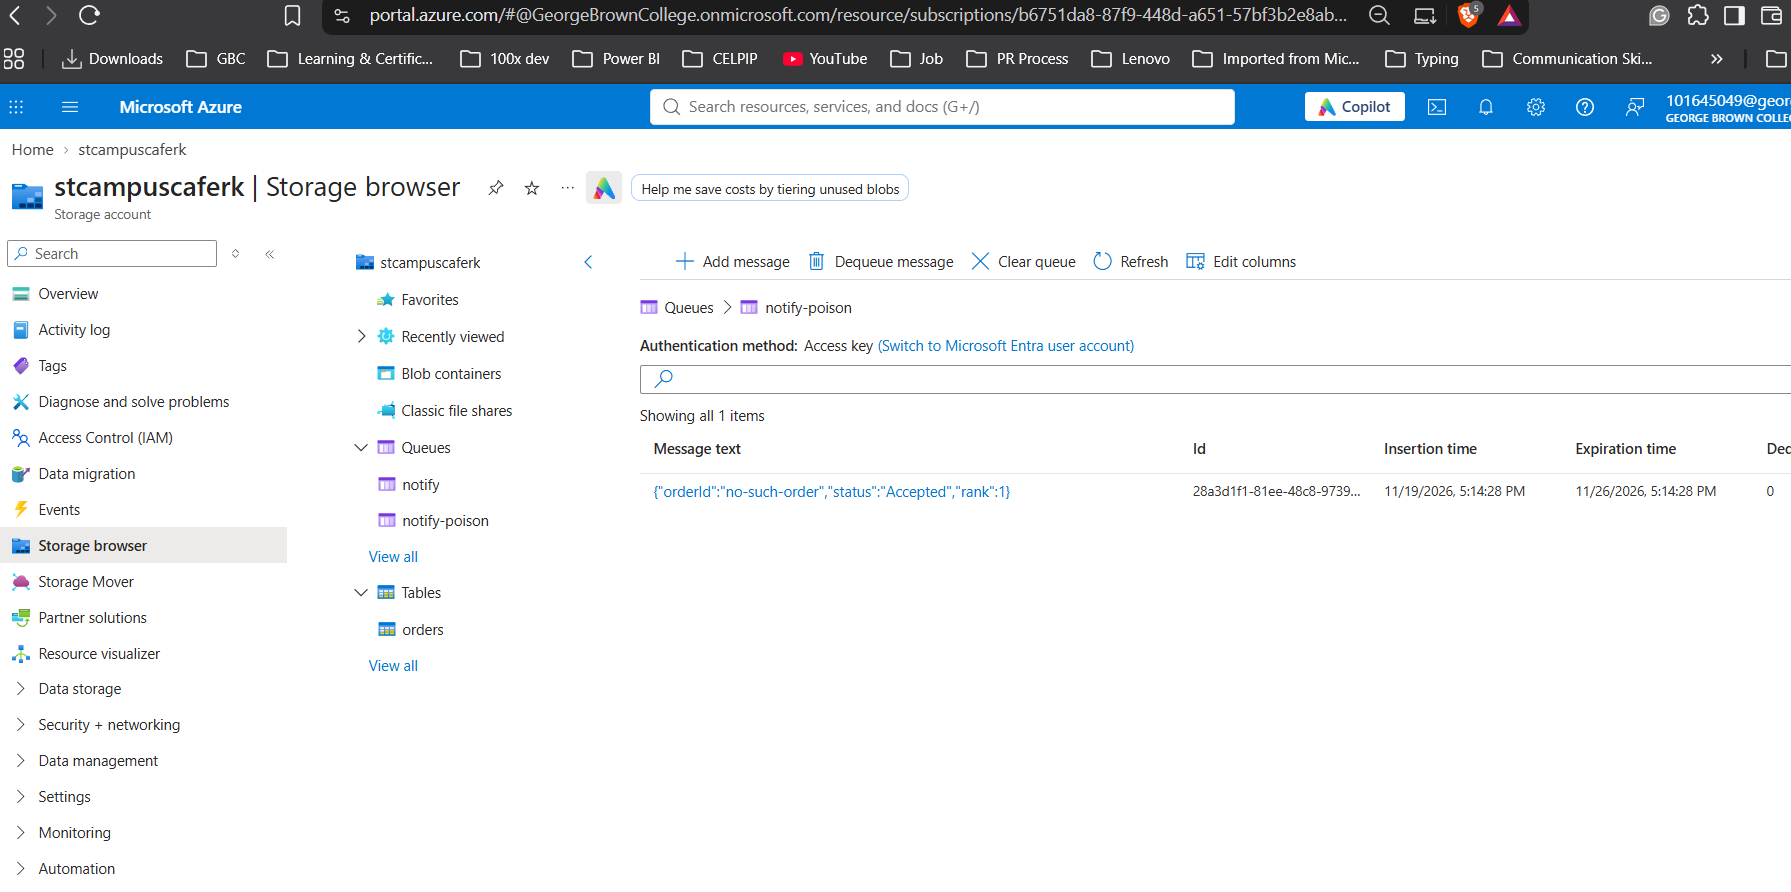 portal.azure.com/#@GeorgeBrownCollege.onmicrosoft.com/resource/subscriptions/b6751da8-87f9-448d-a651-57bf3b2e8ab... 5
Downloads GBC Learning & Certific... 100x dev Power BI CELPIP YouTube Job PR Process Lenovo Imported from Mic... Typing Communication Ski... »
Microsoft Azure Search resources, services, and docs (G+/) Copilot 101645049@geor
GEORGE BROWN COLLE
Home > stcampuscaferk
stcampuscaferk | Storage browser ... Help me save costs by tiering unused blobs
Storage account
Search
Overview
Activity log
Tags
Diagnose and solve problems
Access Control (IAM)
Data migration
Events
Storage browser
Storage Mover
Partner solutions
Resource visualizer
Data storage
Security + networking
Data management
Settings
Monitoring
Automation
stcampuscaferk
Favorites
Recently viewed
Blob containers
Classic file shares
Queues
notify
notify-poison
View all
Tables
orders
View all
Add message Dequeue message Clear queue Refresh Edit columns
Queues > notify-poison
Authentication method: Access key (Switch to Microsoft Entra user account)
Showing all 1 items
Message text Id Insertion time Expiration time Dec
{"orderId":"no-such-order","status":"Accepted","rank":1} 28a3d1f1-81ee-48c8-9739... 11/19/2026, 5:14:28 PM 11/26/2026, 5:14:28 PM 0